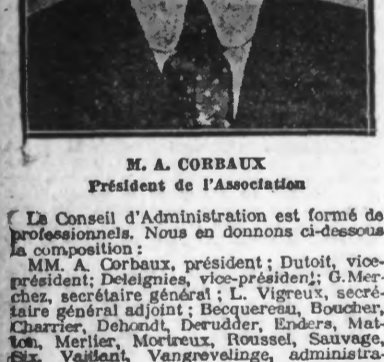 M. A. CORBAUX
Président de l'Association
Le Conseil d'Administration est formé de
professionnels. Nous en donnons ci-dessous
la composition :
MM. A. Corbaux, président ; Dutoit, vice-
président; Deleignies, vice-président; G. Mer-
chez, secrétaire général ; L. Vigreux, secré-
taire général adjoint ; Becquereau, Boucher,
Charrier, Dehondt, Derudder, Enders, Mat-
ton, Merlier, Mortreux, Roussel, Sauvage,
Six, Vaillant, Vangrevelinge, administra-